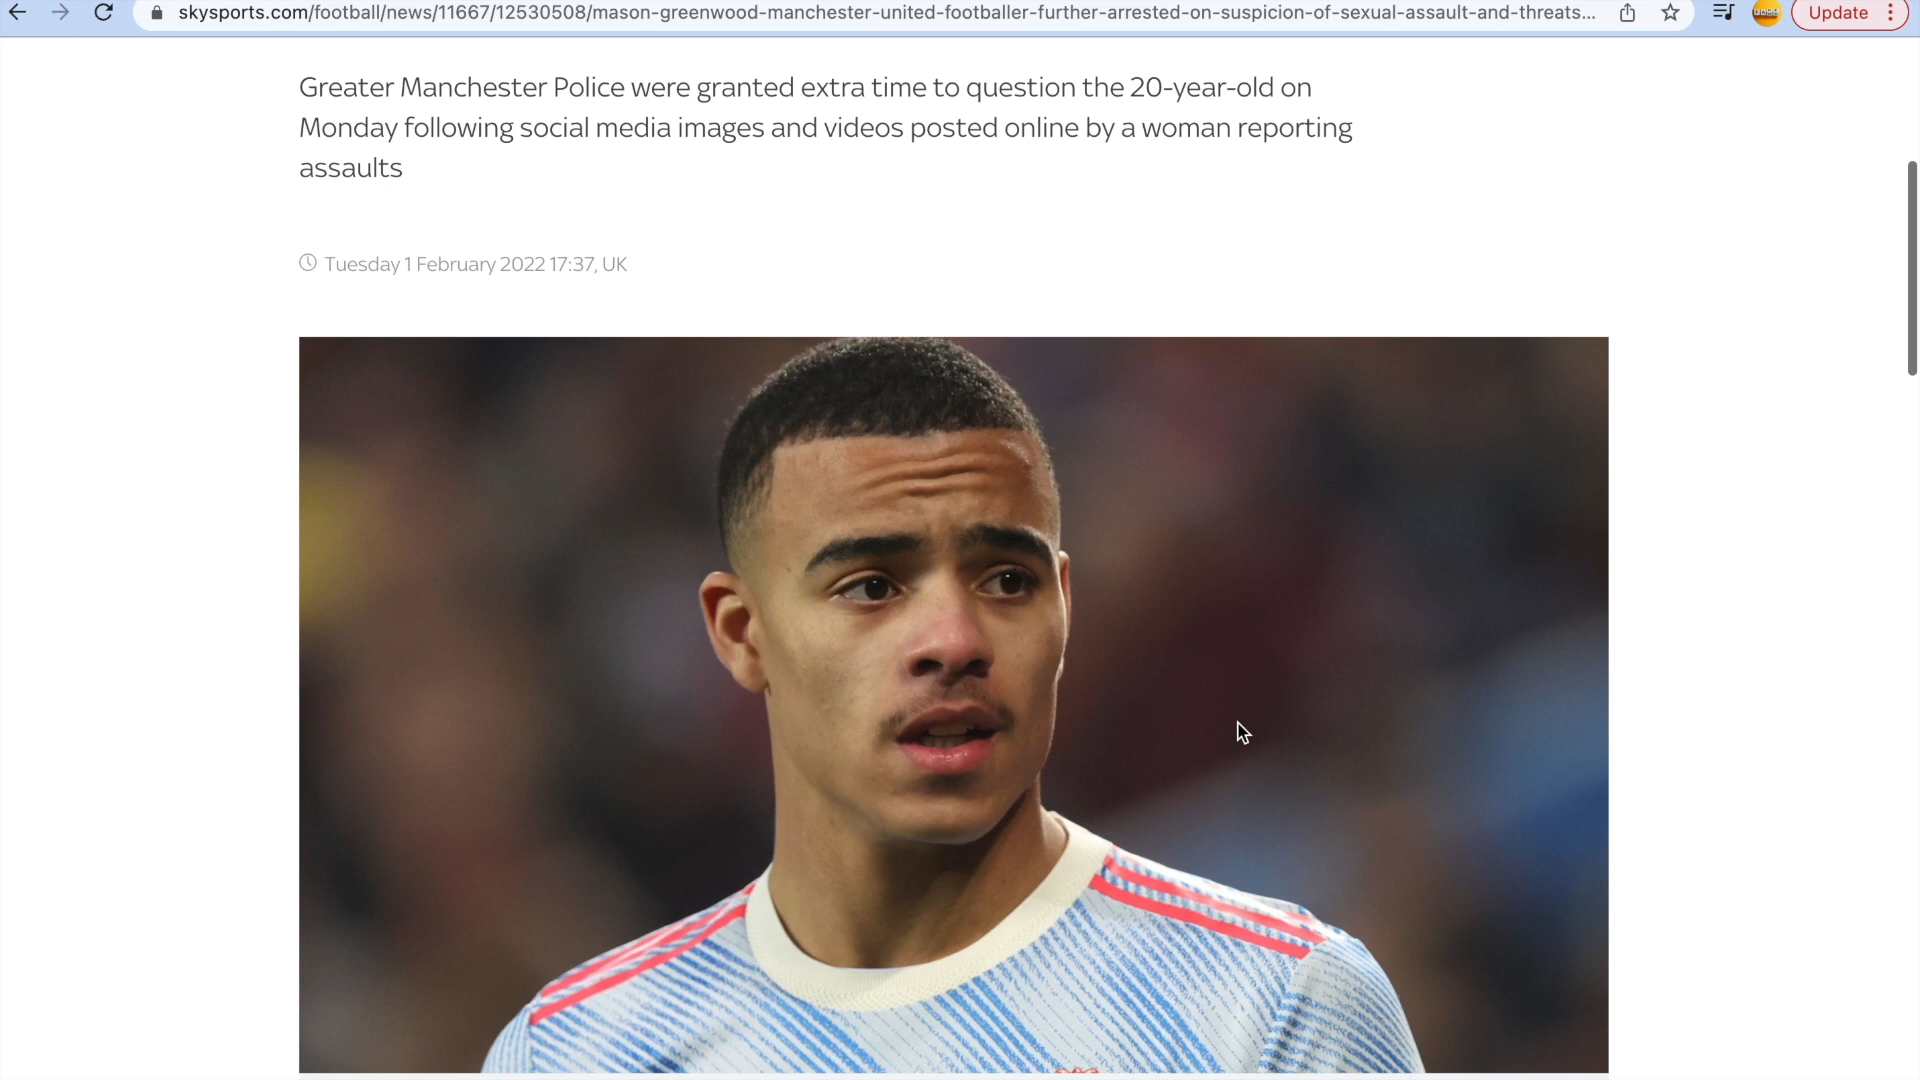 skysports.com/football/news/11667/12530508/mason-greenwood-manchester-united-footballer-further-arrested-on-suspicion-of-sexual-assault-and-threats...
Update
Greater Manchester Police were granted extra time to question the 20-year-old on
Monday following social media images and videos posted online by a woman reporting
assaults
Tuesday 1 February 2022 17:37, UK